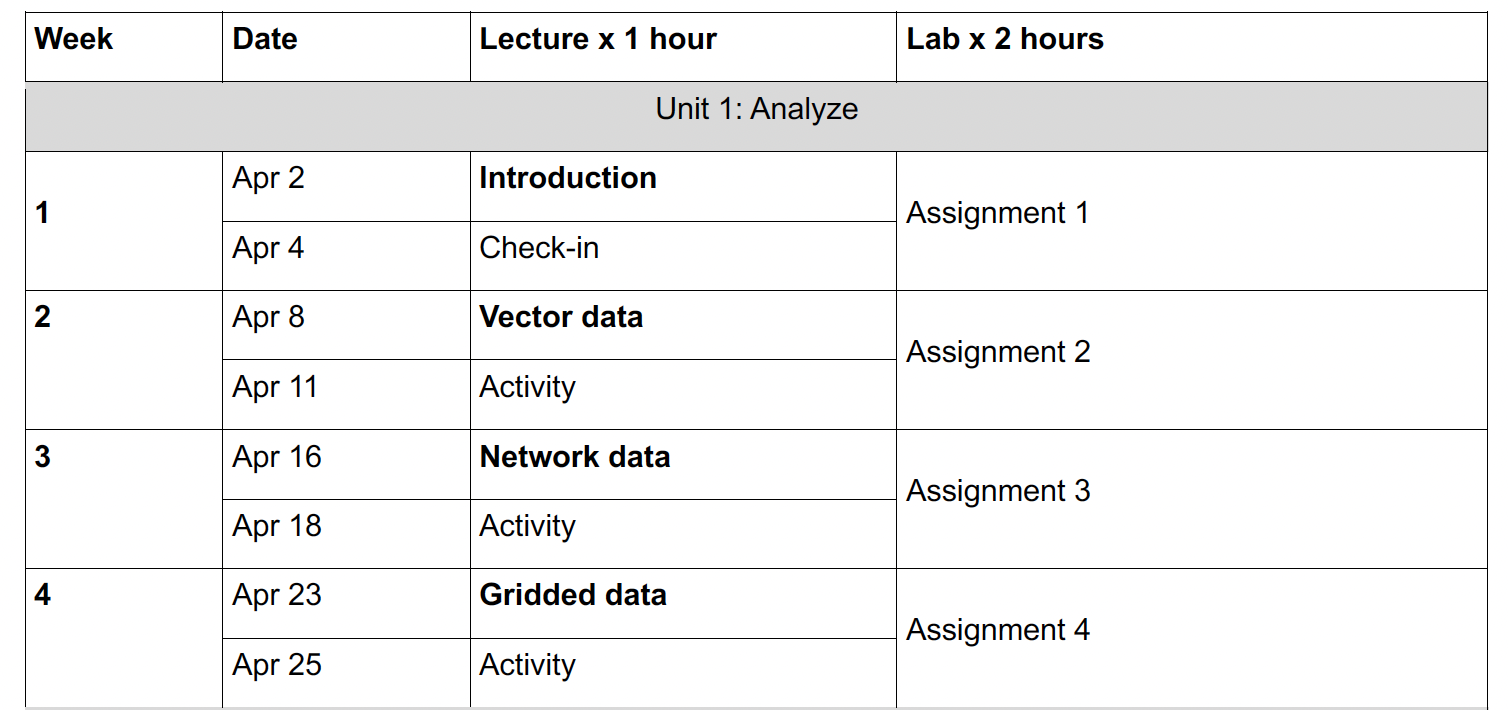 Week Date Lecture x 1 hour Lab x 2 hours
Unit 1: Analyze
1 Apr 2 Introduction Assignment 1
Apr 4 Check-in
2 Apr 8 Vector data Assignment 2
Apr 11 Activity
3 Apr 16 Network data Assignment 3
Apr 18 Activity
4 Apr 23 Gridded data Assignment 4
Apr 25 Activity